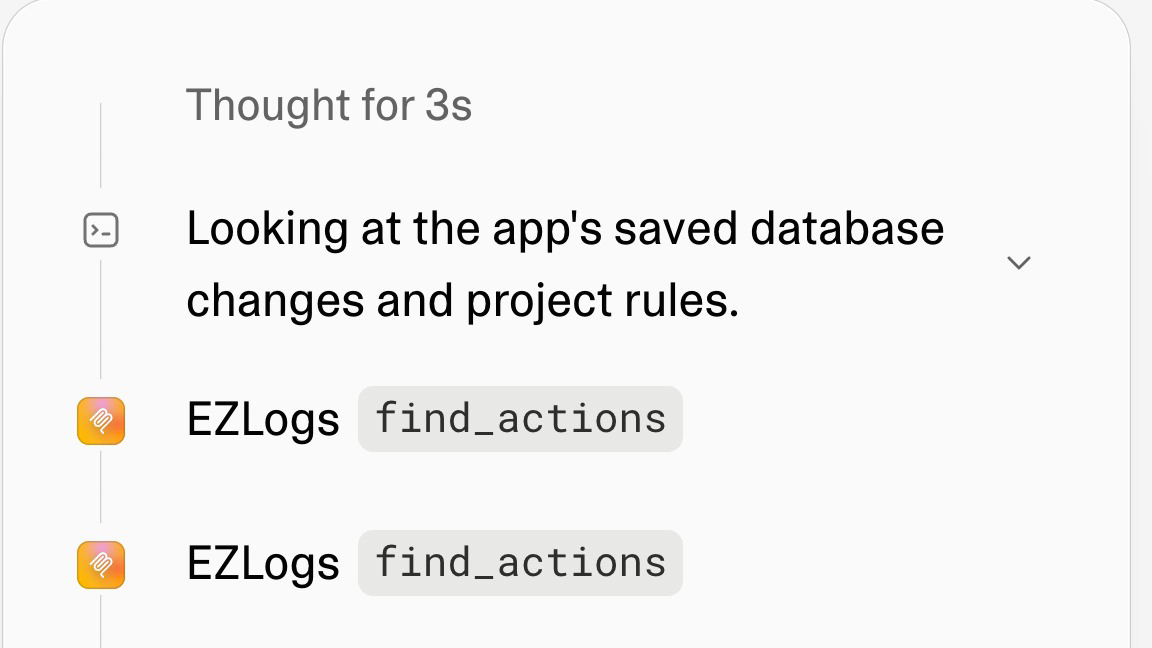 Thought for 3s
Looking at the app's saved database
changes and project rules.
EZLogs find_actions
EZLogs find_actions